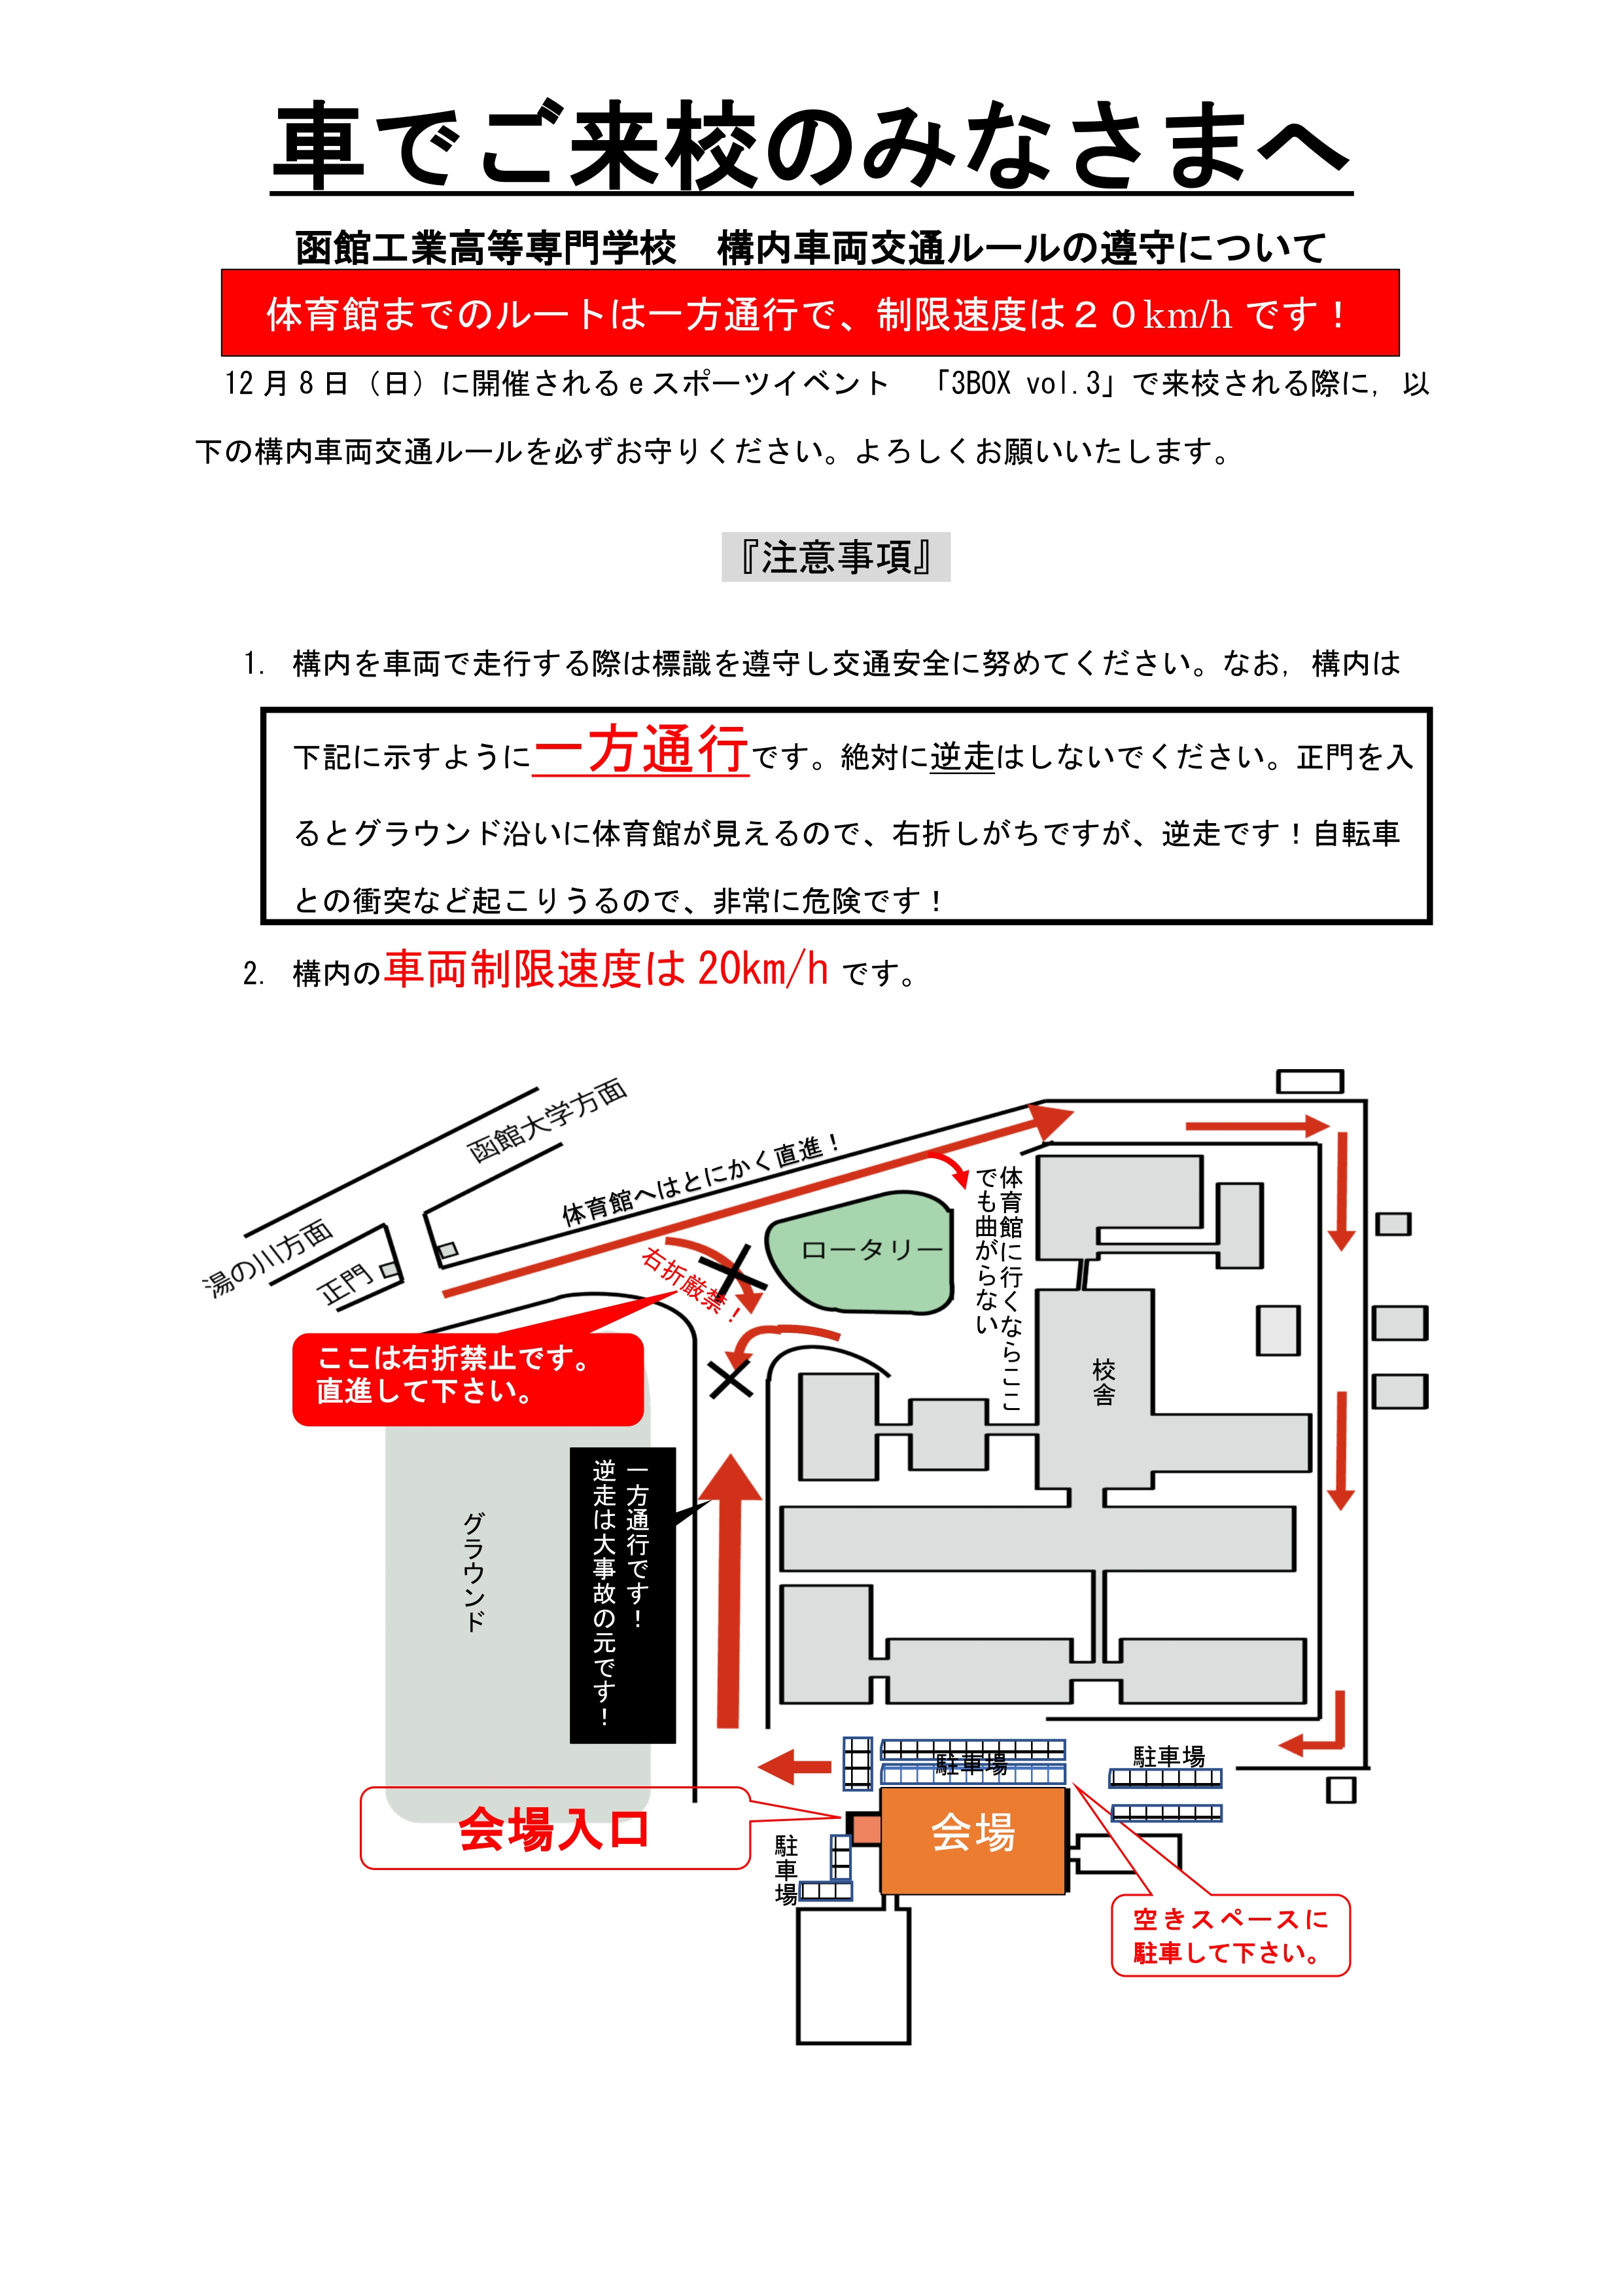 車でご来校のみなさまへ
函館工業高等専門学校　構内車両交通ルールの遵守について
体育館までのルートは一方通行で、制限速度は２０km/h です！
12 月 8 日（日）に開催される e スポーツイベント　「3BOX vol.3」で来校される際に，以
下の構内車両交通ルールを必ずお守りください。よろしくお願いいたします。
『注意事項』
1. 構内を車両で走行する際は標識を遵守し交通安全に努めてください。なお，構内は
下記に示すように一方通行です。絶対に逆走はしないでください。正門を入
るとグラウンド沿いに体育館が見えるので、右折しがちですが、逆走です！自転車
との衝突など起こりうるので、非常に危険です！
2. 構内の車両制限速度は 20km/h です。
函館大学方面
湯の川方面
正門
体育館へはとにかく直進！
体育館に行くならここ
でも曲がらない
ロータリー
右折厳禁！
ここは右折禁止です。
直進して下さい。
校舎
グラウンド
一方通行です！
逆走は大事故の元です！
駐車場
駐車場
会場入口
会場
駐車場
空きスペースに
駐車して下さい。